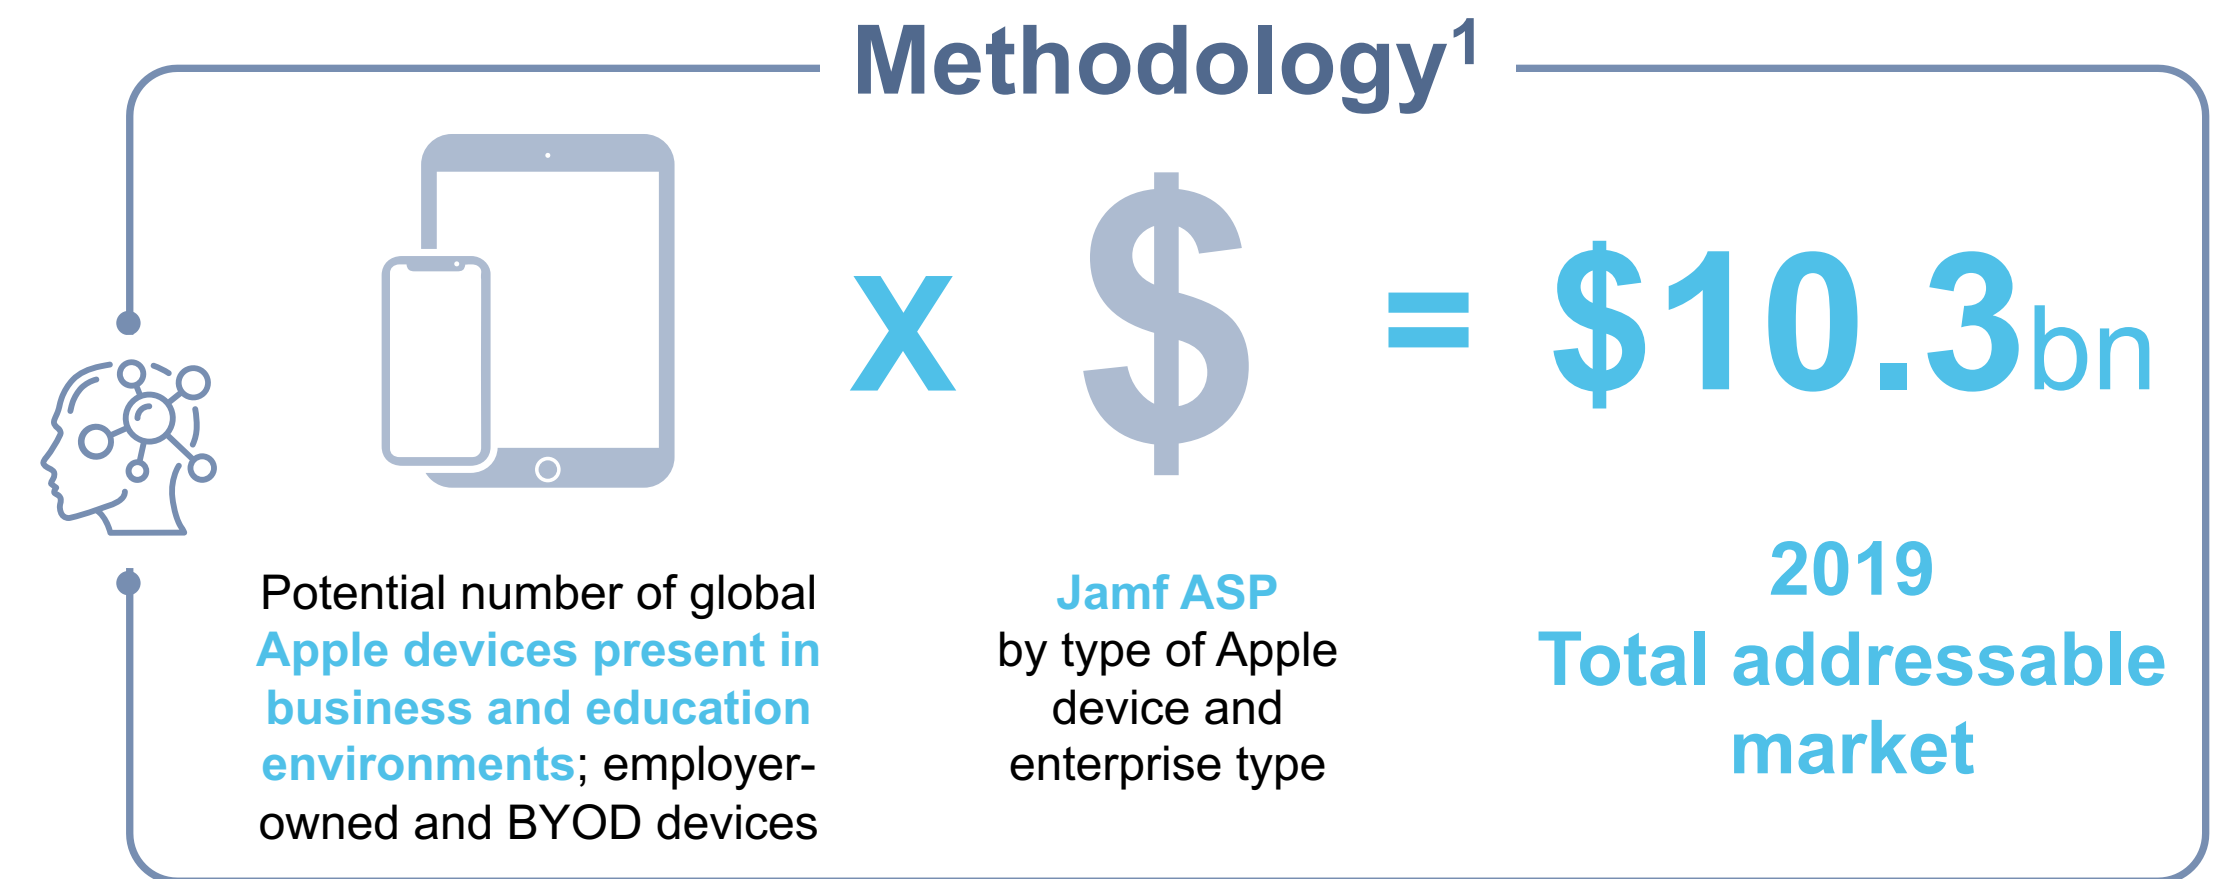 Methodology¹
x $ = $10.3bn
Potential number of global
Apple devices present in
business and education
environments; employer-
owned and BYOD devices
Jamf ASP
by type of Apple
device and
enterprise type
2019
Total addressable
market